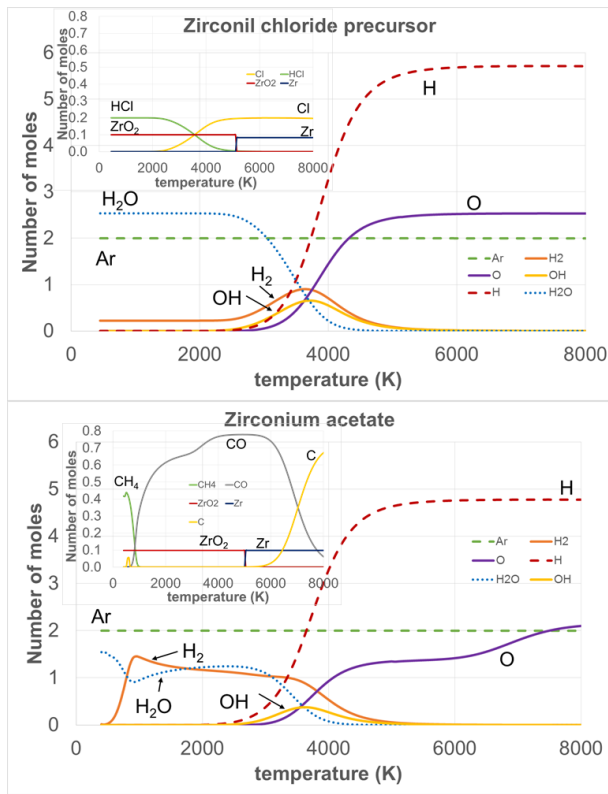 Zirconil chloride precursor
Number of moles
6
5
4
3
2
1
0
0.8
0.7
0.6
0.5
0.4
0.3
0.2
0.1
0.0
Number of moles
Cl HCl
ZrO2 Zr
HCl
Cl
ZrO₂
Zr
0 2000 4000 6000 8000
temperature (K)
H
H₂O
O
Ar
H₂
OH
Ar H2
O OH
H H2O
0 2000 4000 6000 8000
temperature (K)
Zirconium acetate
Number of moles
6
5
4
3
2
1
0
0.8
0.7
0.6
0.5
0.4
0.3
0.2
0.1
0.0
Number of moles
CO
C
CH₄
CH4 CO
ZrO2 Zr
C
ZrO₂
Zr
0 2000 4000 6000 8000
temperature (K)
H
Ar H2
O H
H2O OH
Ar
H₂
H₂O
OH
O
0 2000 4000 6000 8000
temperature (K)